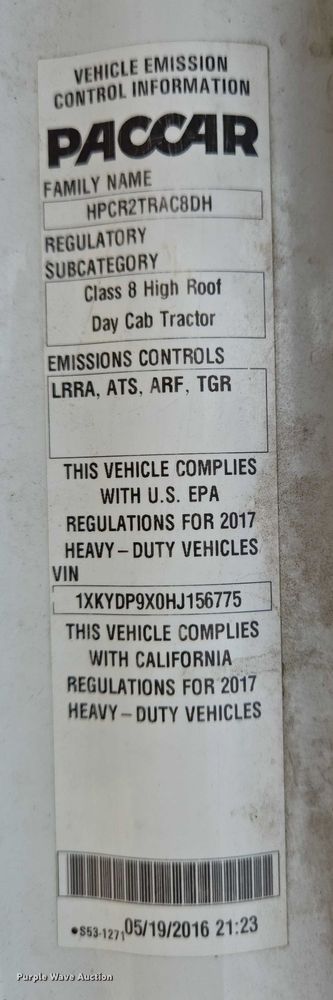 VEHICLE EMISSION
CONTROL INFORMATION
PACCAR
FAMILY NAME
HPCR2TRAC8DH
REGULATORY
SUBCATEGORY
Class 8 High Roof
Day Cab Tractor
EMISSIONS CONTROLS
LRRA, ATS, ARF, TGR
THIS VEHICLE COMPLIES
WITH U.S. EPA
REGULATIONS FOR 2017
HEAVY-DUTY VEHICLES
VIN
1XKYDP9X0HJ156775
THIS VEHICLE COMPLIES
WITH CALIFORNIA
REGULATIONS FOR 2017
HEAVY-DUTY VEHICLES
•S53-1271 05/19/2016 21:23
Purple Wave Auction